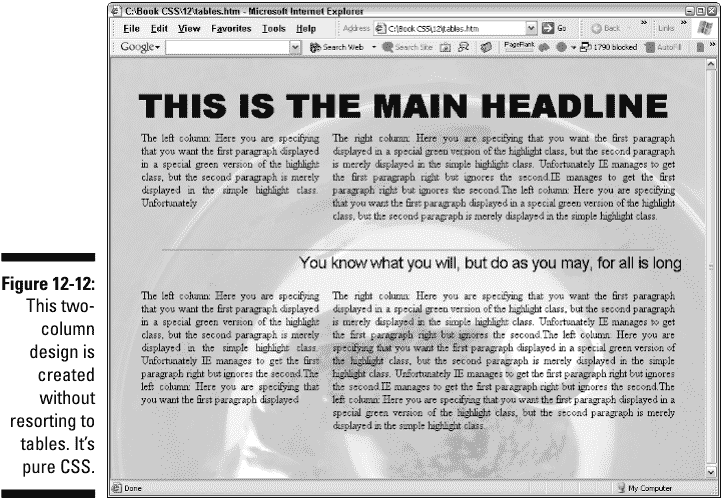 C:\Book CSS\12\tables.htm - Microsoft Internet Explorer
File Edit View Favorites Tools Help Address C:\Book CSS\12\tables.htm Go Back » Links »
Google Search Web Search Site PageRank 1790 blocked AutoFill »
THIS IS THE MAIN HEADLINE
The left column: Here you are specifying
that you want the first paragraph displayed
in a special green version of the highlight
class, but the second paragraph is merely
displayed in the simple highlight class.
Unfortunately
The right column: Here you are specifying that you want the first paragraph
displayed in a special green version of the highlight class, but the second paragraph
is merely displayed in the simple highlight class. Unfortunately IE manages to get
the first paragraph right but ignores the second.IE manages to get the first
paragraph right but ignores the second.The left column: Here you are specifying
that you want the first paragraph displayed in a special green version of the highlight
class, but the second paragraph is merely displayed in the simple highlight class.
You know what you will, but do as you may, for all is long
The left column: Here you are specifying
that you want the first paragraph displayed
in a special green version of the highlight
class, but the second paragraph is merely
displayed in the simple highlight class.
Unfortunately IE manages to get the first
paragraph right but ignores the second.The
left column: Here you are specifying that
you want the first paragraph displayed
The right column: Here you are specifying that you want the first paragraph
displayed in a special green version of the highlight class, but the second paragraph
is merely displayed in the simple highlight class. Unfortunately IE manages to get
the first paragraph right but ignores the second.The left column: Here you are
specifying that you want the first paragraph displayed in a special green version of
the highlight class, but the second paragraph is merely displayed in the simple
highlight class. Unfortunately IE manages to get the first paragraph right but ignores
the second.IE manages to get the first paragraph right but ignores the second.The
left column: Here you are specifying that you want the first paragraph displayed in a
special green version of the highlight class, but the second paragraph is merely
displayed in the simple highlight class.
Done My Computer
Figure 12-12:
This two-
column
design is
created
without
resorting to
tables. It's
pure CSS.